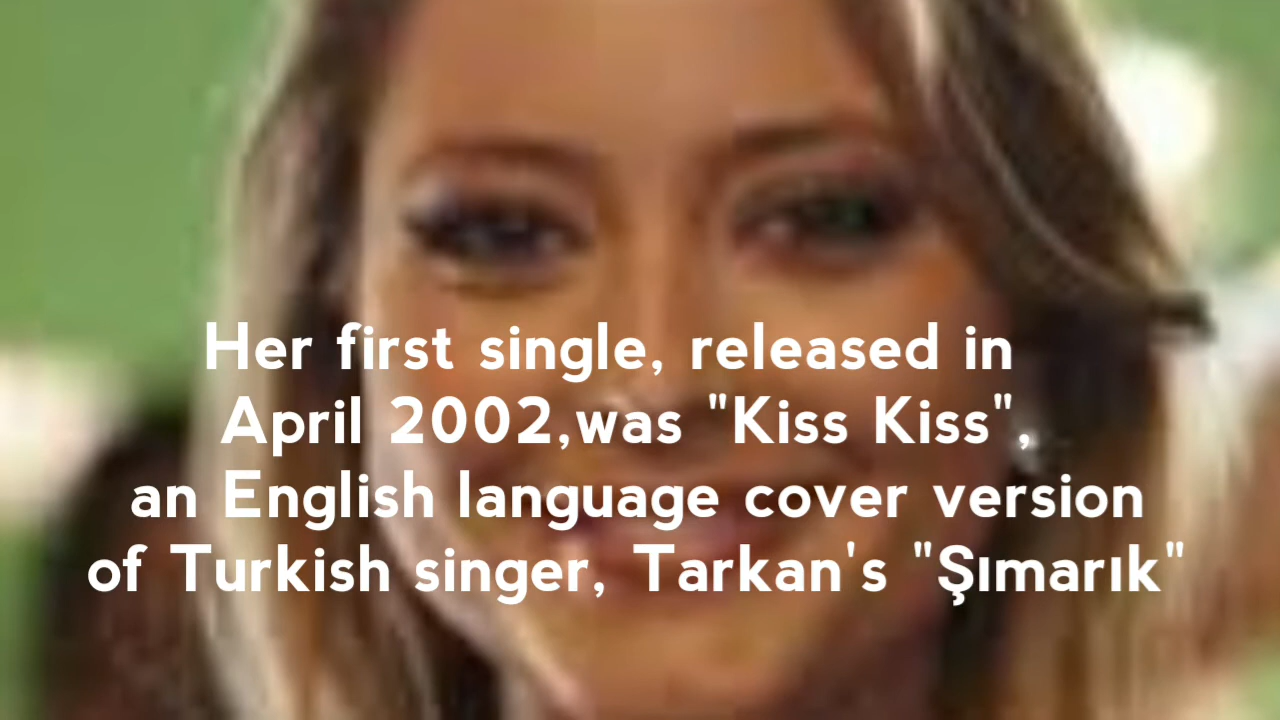 Her first single, released in
April 2002,was "Kiss Kiss",
an English language cover version
of Turkish singer, Tarkan's "Şımarık"